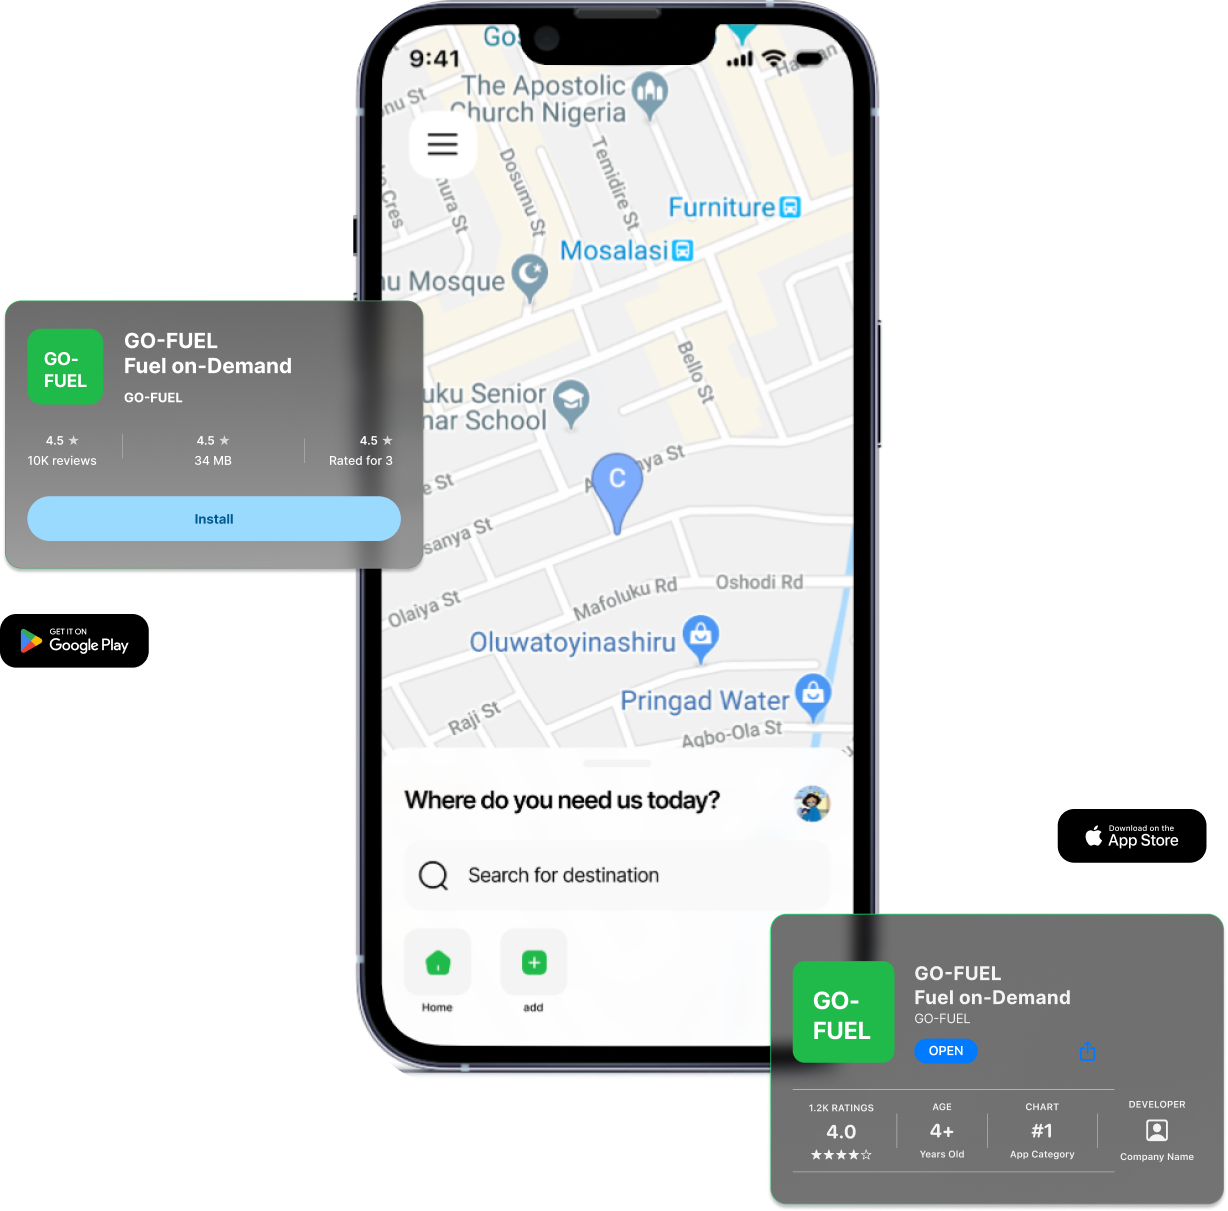 Gos
9:41
The Apostolic
Church Nigeria
nu St
Temidire St
Dosumu St
Cres
St
Furniture
Mosalasi
Mosque
Bello St
uku Senior
nar School
C
ya St
e St
sanya St
Olaiya St
Mafoluku Rd
Oshodi Rd
Oluwatoyinashiru
Pringad Water
Raji St
Agbo-Ola St
GO-
FUEL
GO-FUEL
Fuel on-Demand
GO-FUEL
4.5 ★
10K reviews
4.5 ★
34 MB
4.5 ★
Rated for 3
Install
GET IT ON
Google Play
Where do you need us today?
Search for destination
Home
add
Download on the
App Store
GO-
FUEL
GO-FUEL
Fuel on-Demand
GO-FUEL
OPEN
1.2K RATINGS
4.0
★★★★☆
AGE
4+
Years Old
CHART
#1
App Category
DEVELOPER
Company Name